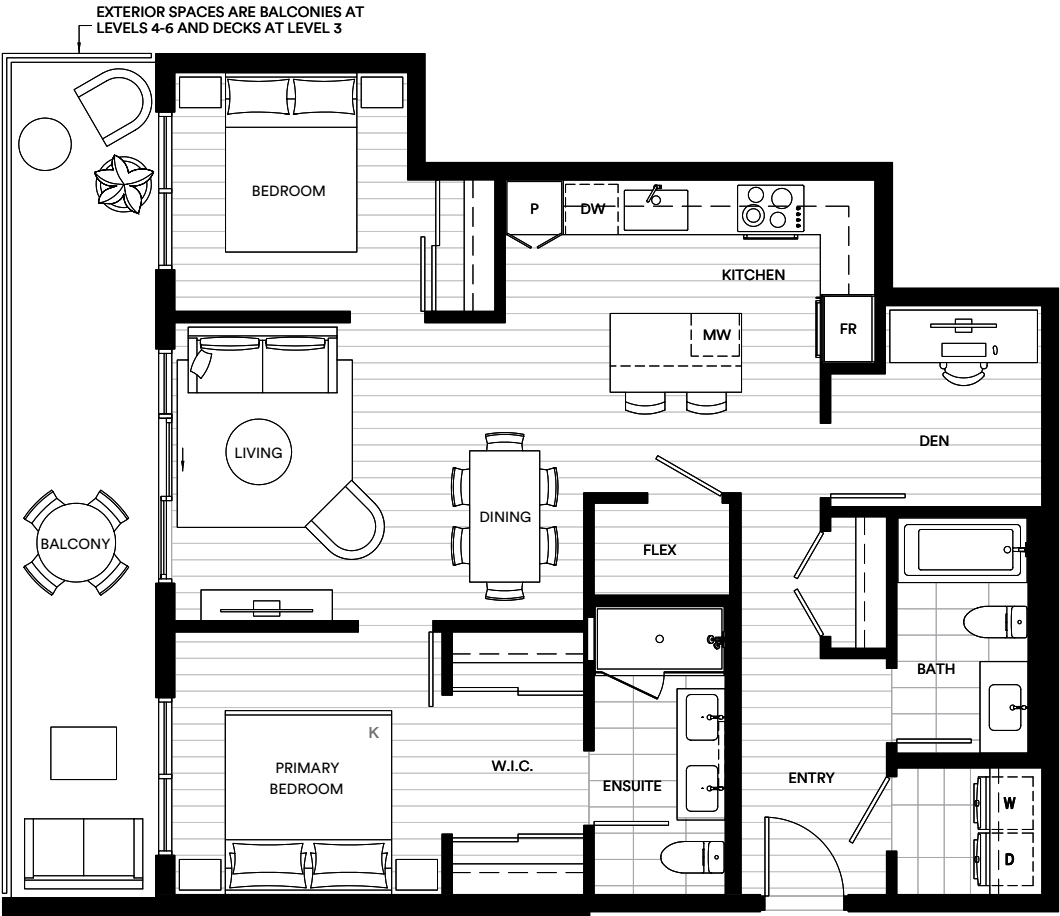 EXTERIOR SPACES ARE BALCONIES AT
LEVELS 4-6 AND DECKS AT LEVEL 3
BEDROOM
P
DW
KITCHEN
MW
FR
DEN
LIVING
DINING
BALCONY
FLEX
BATH
K
PRIMARY
BEDROOM
W.I.C.
ENSUITE
ENTRY
W
D